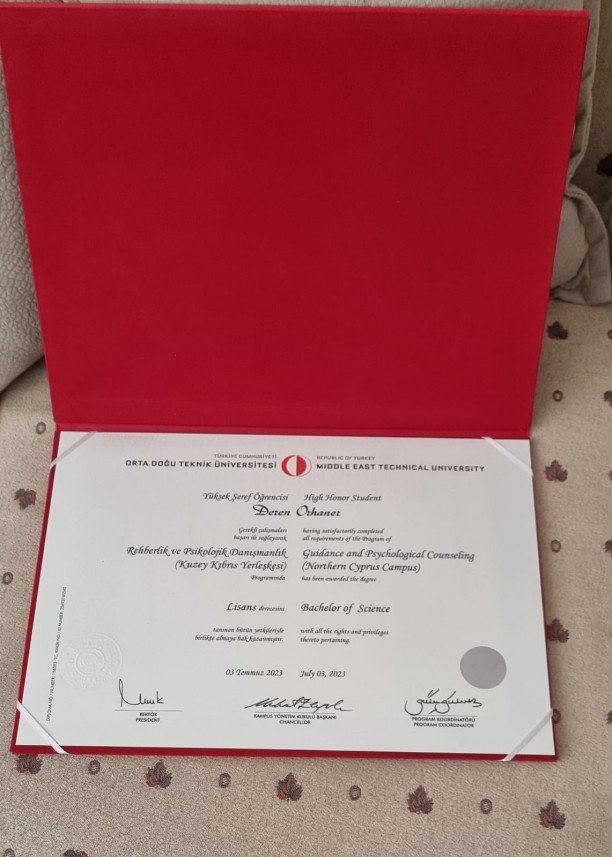 TÜRKİYE CUMHURİYETİ
ORTA DOĞU TEKNİK ÜNİVERSİTESİ
REPUBLIC OF TURKEY
MIDDLE EAST TECHNICAL UNIVERSITY
Yüksek Şeref Öğrencisi High Honor Student
Deren Orhaner
Gerekli çalışmaları
başarı ile sağlayarak
having satisfactorily completed
all requirements of the Program of
Rehberlik ve Psikolojik Danışmanlık
(Kuzey Kıbrıs Yerleşkesi)
Programında
Guidance and Psychological Counseling
(Northern Cyprus Campus)
has been awarded the degree
Lisans derecesini Bachelor of Science
tanınan bütün yetkileriyle
birlikte almaya hak kazanmıştır.
with all the rights and privileges
thereto pertaining.
03 Temmuz 2023 July 03, 2023
REKTÖR
PRESIDENT
KAMPUS YÖNETİM KURULU BAŞKANI
CHANCELLOR
PROGRAM KOORDİNATÖRÜ
PROGRAM COORDINATOR
DİPLOMA NO / NUMBER